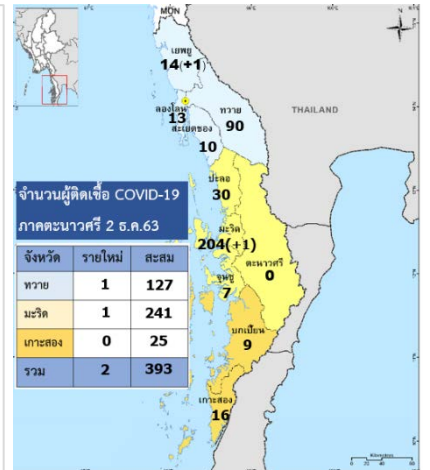 MON
เยพยู
14(+1)
THAILAND
ลองโลน
13
ทวาย
90
สะเยดชอง
10
ปะลอ
30
จำนวนผู้ติดเชื้อ COVID-19
ภาคตะนาวศรี 2 ธ.ค.63
มะริด
204(+1)
ตะนาวศรี
0
จูนซู
7
จังหวัด รายใหม่ สะสม
ทวาย 1 127
มะริด 1 241
เกาะสอง 0 25
รวม 2 393
บกเปี้ยน
9
เกาะสอง
16